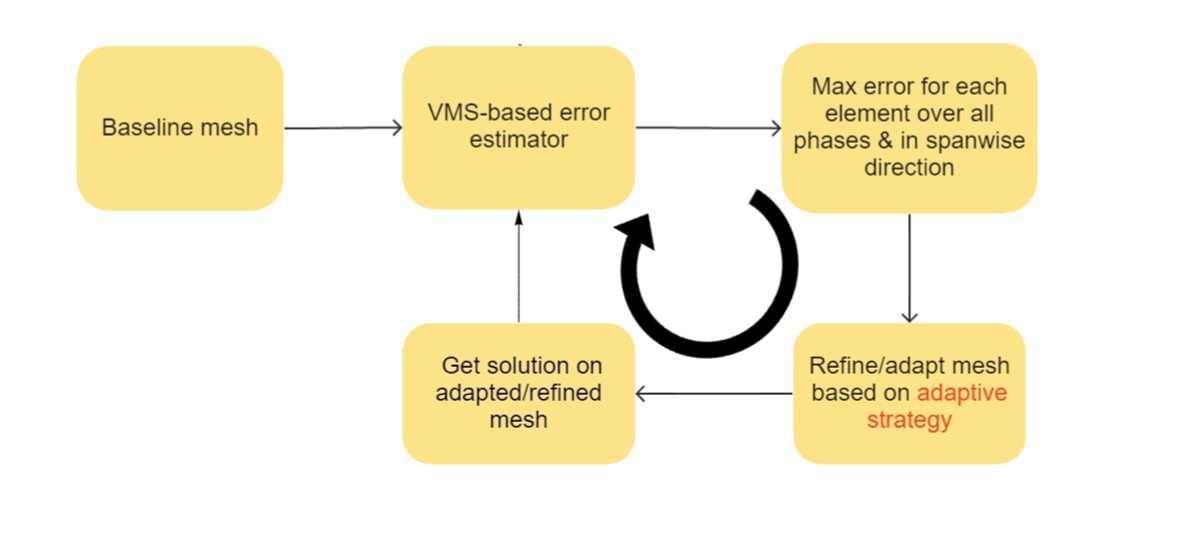 Baseline mesh
VMS-based error
estimator
Max error for each
element over all
phases & in spanwise
direction
Get solution on
adapted/refined
mesh
Refine/adapt mesh
based on adaptive
strategy